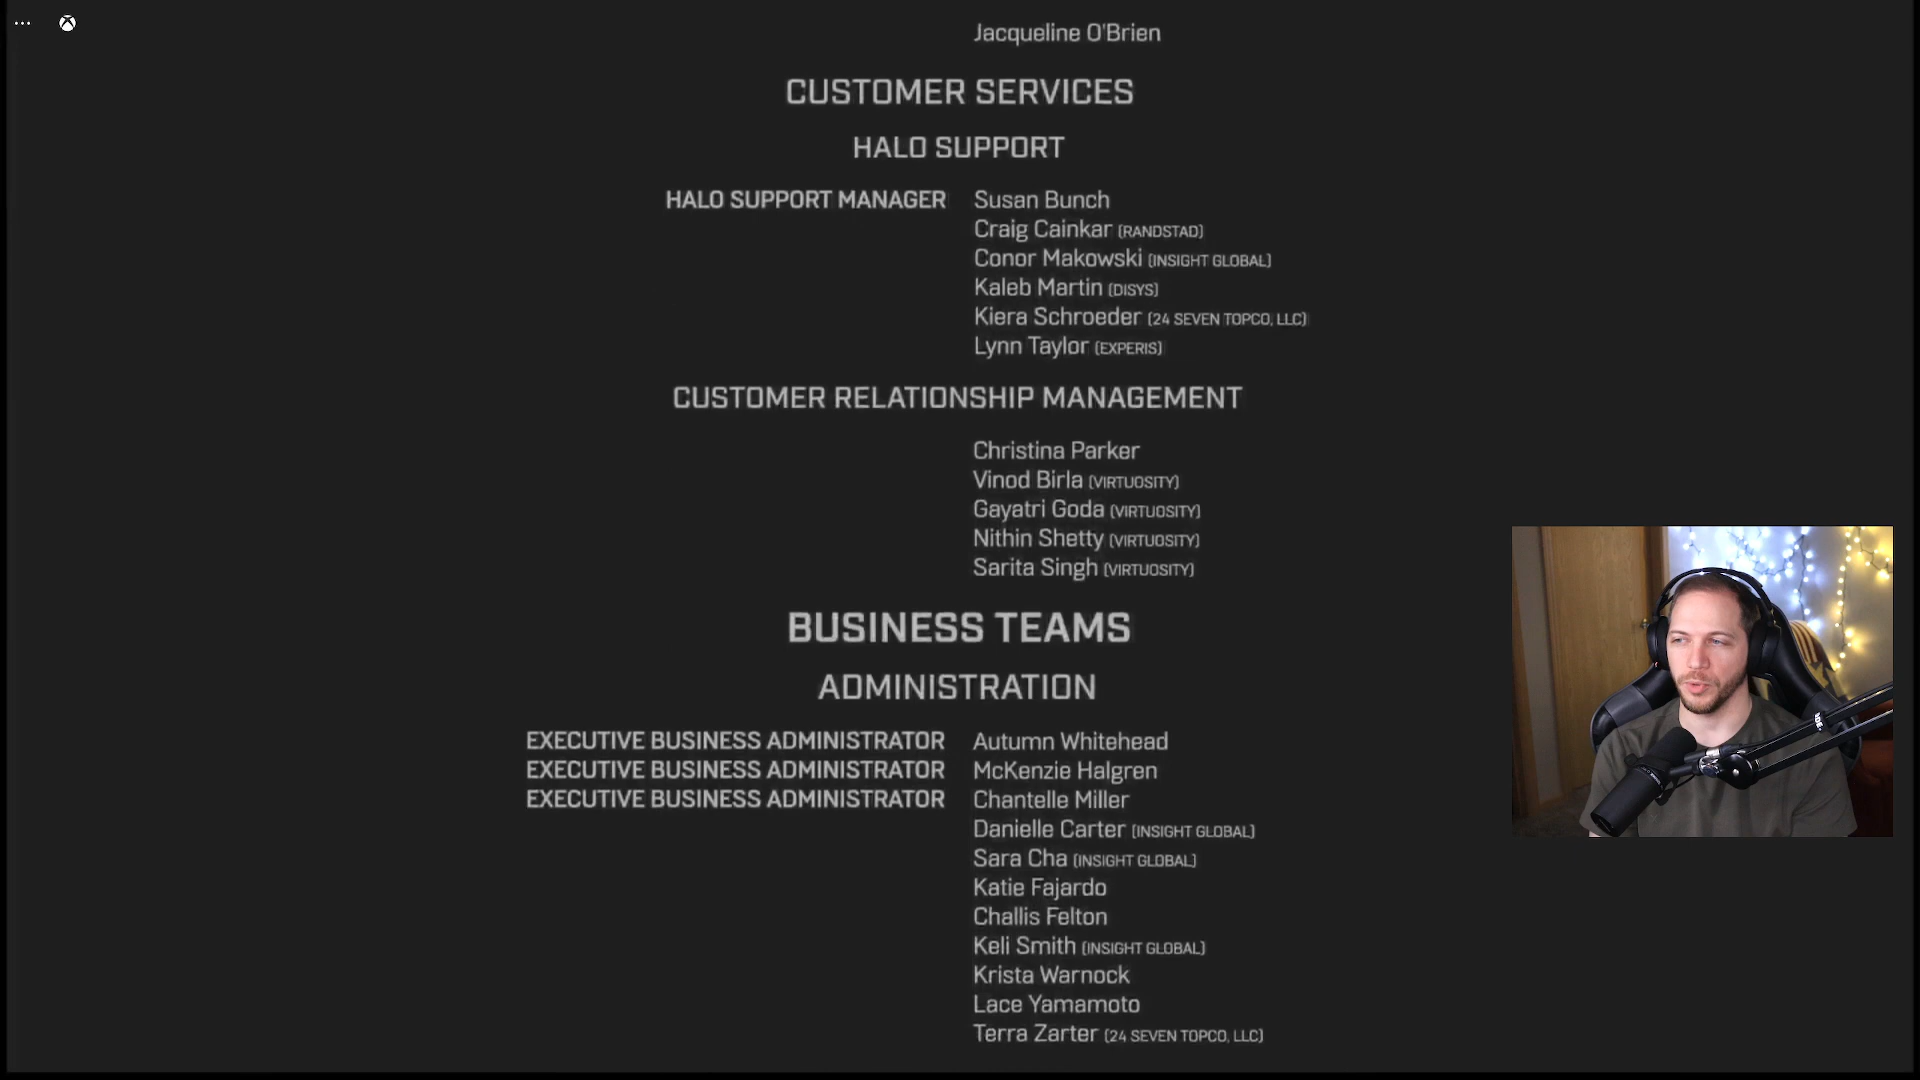 Jacqueline O'Brien
CUSTOMER SERVICES
HALO SUPPORT
HALO SUPPORT MANAGER Susan Bunch
Craig Cainkar (RANDSTAD)
Conor Makowski (INSIGHT GLOBAL)
Kaleb Martin (DISYS)
Kiera Schroeder (24 SEVEN TOPCO, LLC)
Lynn Taylor (EXPERIS)
CUSTOMER RELATIONSHIP MANAGEMENT
Christina Parker
Vinod Birla (VIRTUOSITY)
Gayatri Goda (VIRTUOSITY)
Nithin Shetty (VIRTUOSITY)
Sarita Singh (VIRTUOSITY)
BUSINESS TEAMS
ADMINISTRATION
EXECUTIVE BUSINESS ADMINISTRATOR Autumn Whitehead
EXECUTIVE BUSINESS ADMINISTRATOR McKenzie Halgren
EXECUTIVE BUSINESS ADMINISTRATOR Chantelle Miller
Danielle Carter (INSIGHT GLOBAL)
Sara Cha (INSIGHT GLOBAL)
Katie Fajardo
Challis Felton
Keli Smith (INSIGHT GLOBAL)
Krista Warnock
Lace Yamamoto
Terra Zarter (24 SEVEN TOPCO, LLC)